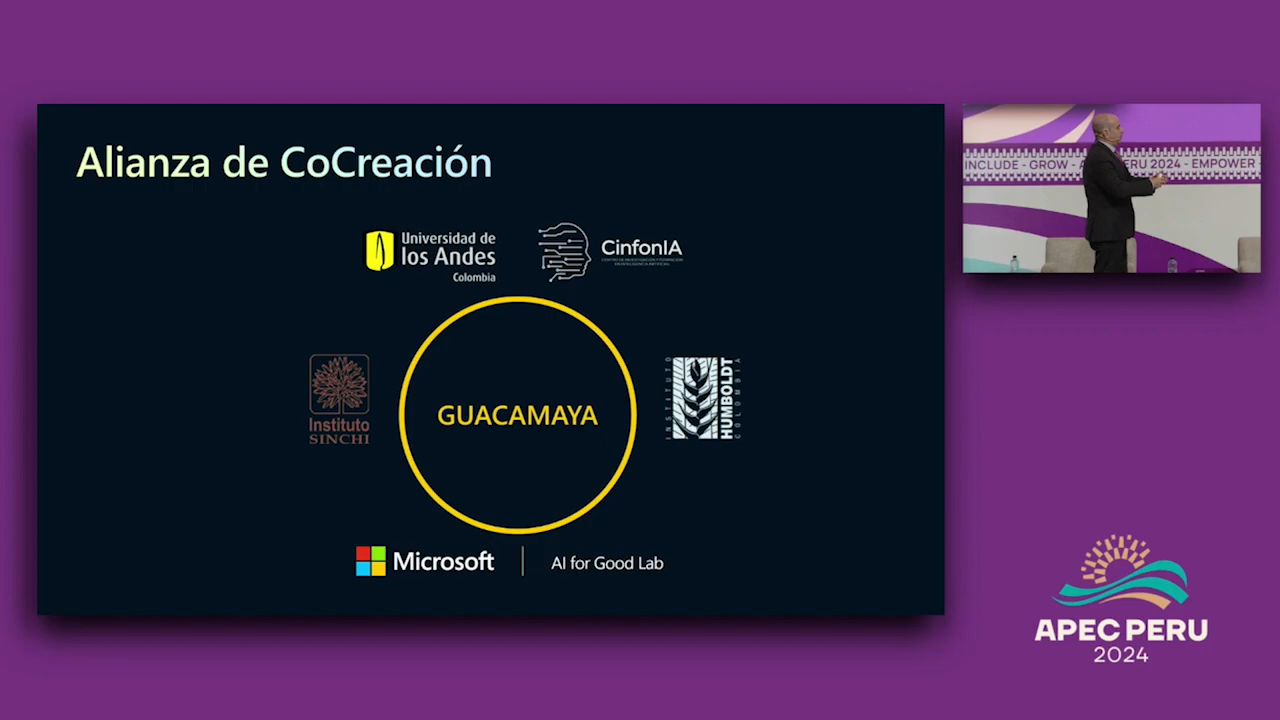 Alianza de CoCreación
Universidad de
los Andes
Colombia
CinfonIA
CENTRO DE INVESTIGACIÓN Y FORMACIÓN
EN INTELIGENCIA ARTIFICIAL
Instituto
SINCHI
GUACAMAYA
INSTITUTO
HUMBOLDT
COLOMBIA
Microsoft
AI for Good Lab
INCLUDE - GROW - A
PERU 2024 - EMPOWER -
APEC PERU
2024